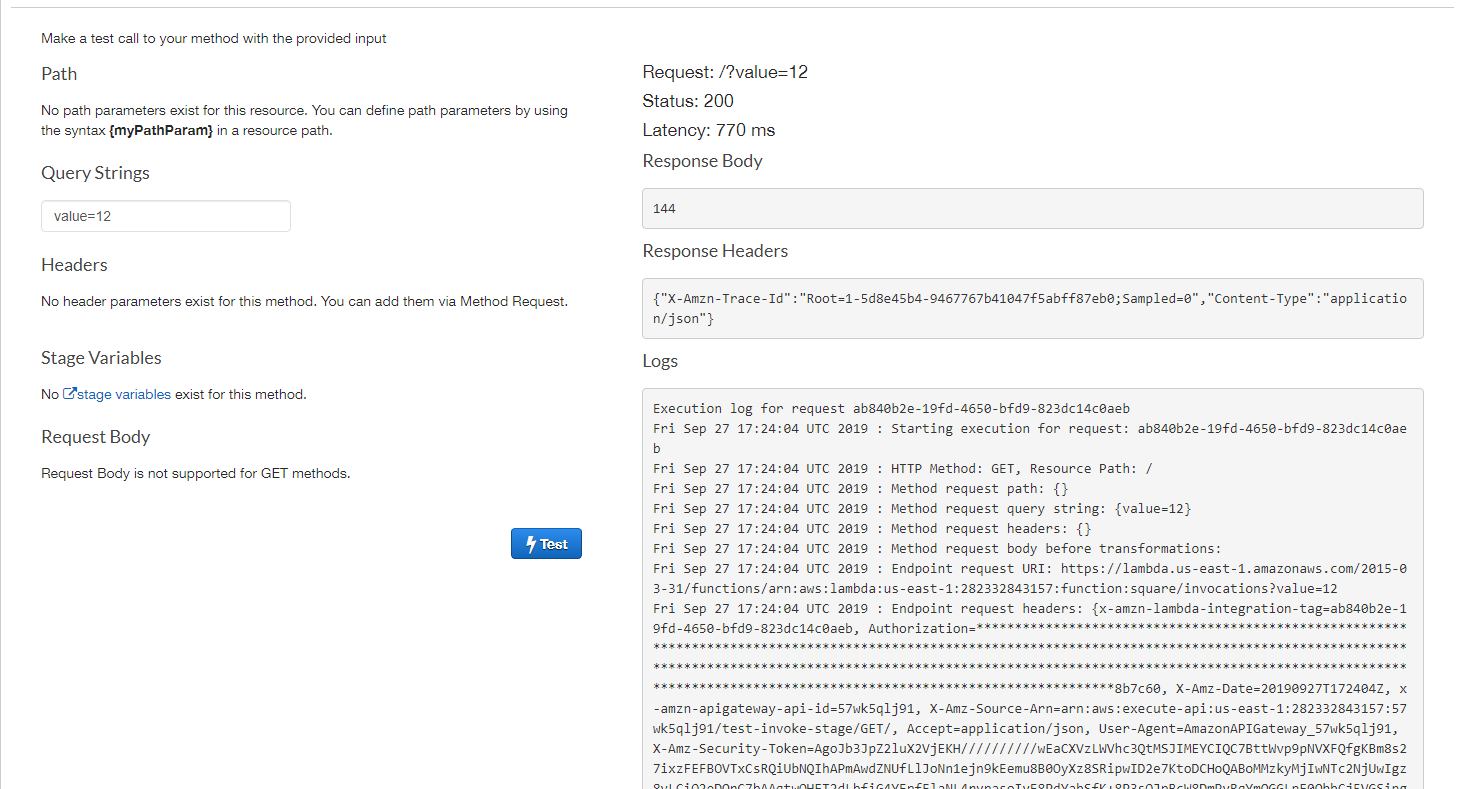 Make a test call to your method with the provided input
Path
No path parameters exist for this resource. You can define path parameters by using
the syntax {myPathParam} in a resource path.
Query Strings
value=12
Headers
No header parameters exist for this method. You can add them via Method Request.
Stage Variables
No stage variables exist for this method.
Request Body
Request Body is not supported for GET methods.
Test
Request: /?value=12
Status: 200
Latency: 770 ms
Response Body
144
Response Headers
{"X-Amzn-Trace-Id":"Root=1-5d8e45b4-9467767b41047f5abff87eb0;Sampled=0","Content-Type":"applicatio
n/json"}
Logs
Execution log for request ab840b2e-19fd-4650-bfd9-823dc14c0aeb
Fri Sep 27 17:24:04 UTC 2019 : Starting execution for request: ab840b2e-19fd-4650-bfd9-823dc14c0ae
b
Fri Sep 27 17:24:04 UTC 2019 : HTTP Method: GET, Resource Path: /
Fri Sep 27 17:24:04 UTC 2019 : Method request path: {}
Fri Sep 27 17:24:04 UTC 2019 : Method request query string: {value=12}
Fri Sep 27 17:24:04 UTC 2019 : Method request headers: {}
Fri Sep 27 17:24:04 UTC 2019 : Method request body before transformations:
Fri Sep 27 17:24:04 UTC 2019 : Endpoint request URI: https://lambda.us-east-1.amazonaws.com/2015-0
3-31/functions/arn:aws:lambda:us-east-1:282332843157:function:square/invocations?value=12
Fri Sep 27 17:24:04 UTC 2019 : Endpoint request headers: {x-amzn-lambda-integration-tag=ab840b2e-1
9fd-4650-bfd9-823dc14c0aeb, Authorization=********************************************************
**************************************************************************************************
**************************************************************************************************
************************************************************8b7c60, X-Amz-Date=20190927T172404Z, x
-amzn-apigateway-api-id=57wk5qlj91, X-Amz-Source-Arn=arn:aws:execute-api:us-east-1:282332843157:57
wk5qlj91/test-invoke-stage/GET/, Accept=application/json, User-Agent=AmazonAPIGateway_57wk5qlj91,
X-Amz-Security-Token=AgoJb3JpZ2luX2VjEKH//////////wEaCXVzLWVhc3QtMSJIMEYCIQC7BttWvp9pNVXFQfgKBm8s2
7ixzFEFBOVTxCsRQiUbNQIhAPmAwdZNUfLlJoNn1ejn9kEemu8B0OyXz8SRipwID2e7KtoDCHoQABoMMzkyMjIwNTc2NjUwIgz